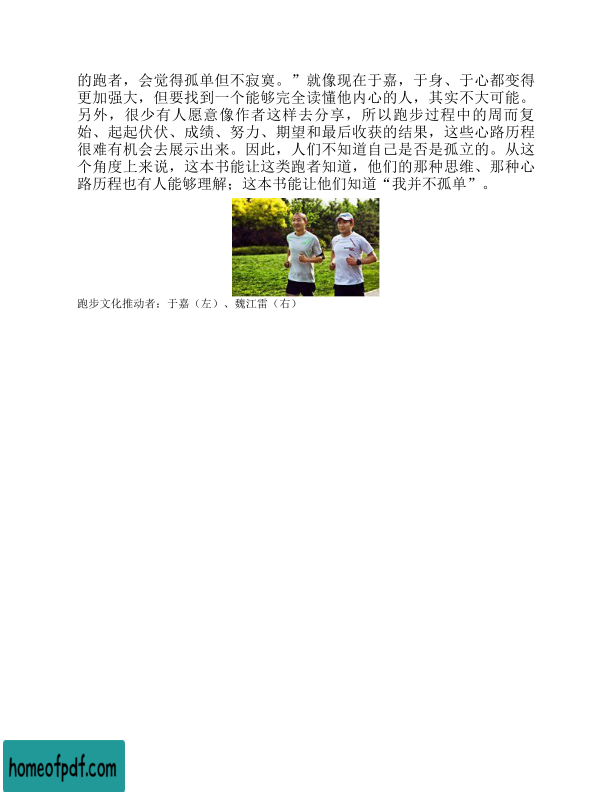 的跑者，会觉得孤单但不寂寞。”就像现在于嘉，于身、于心都变得
更加强大，但要找到一个能够完全读懂他内心的人，其实不大可能。
另外，很少有人愿意像作者这样去分享，所以跑步过程中的周而复
始、起起伏伏、成绩、努力、期望和最后收获的结果，这些心路历程
很难有机会去展示出来。因此，人们不知道自己是否是孤立的。从这
个角度上来说，这本书能让这类跑者知道，他们的那种思维、那种心
路历程也有人能够理解；这本书能让他们知道“我并不孤单”。
跑步文化推动者：于嘉（左）、魏江雷（右）
homeofpdf.com